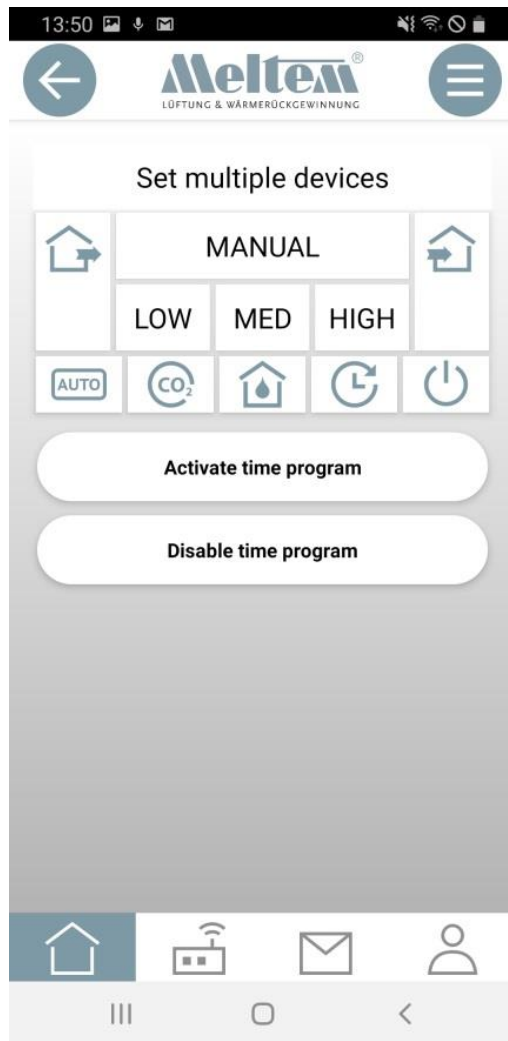 13:50
Meltem®
LÜFTUNG & WÄRMERÜCKGEWINNUNG
Set multiple devices
MANUAL
LOW MED HIGH
AUTO CO₂
Activate time program
Disable time program